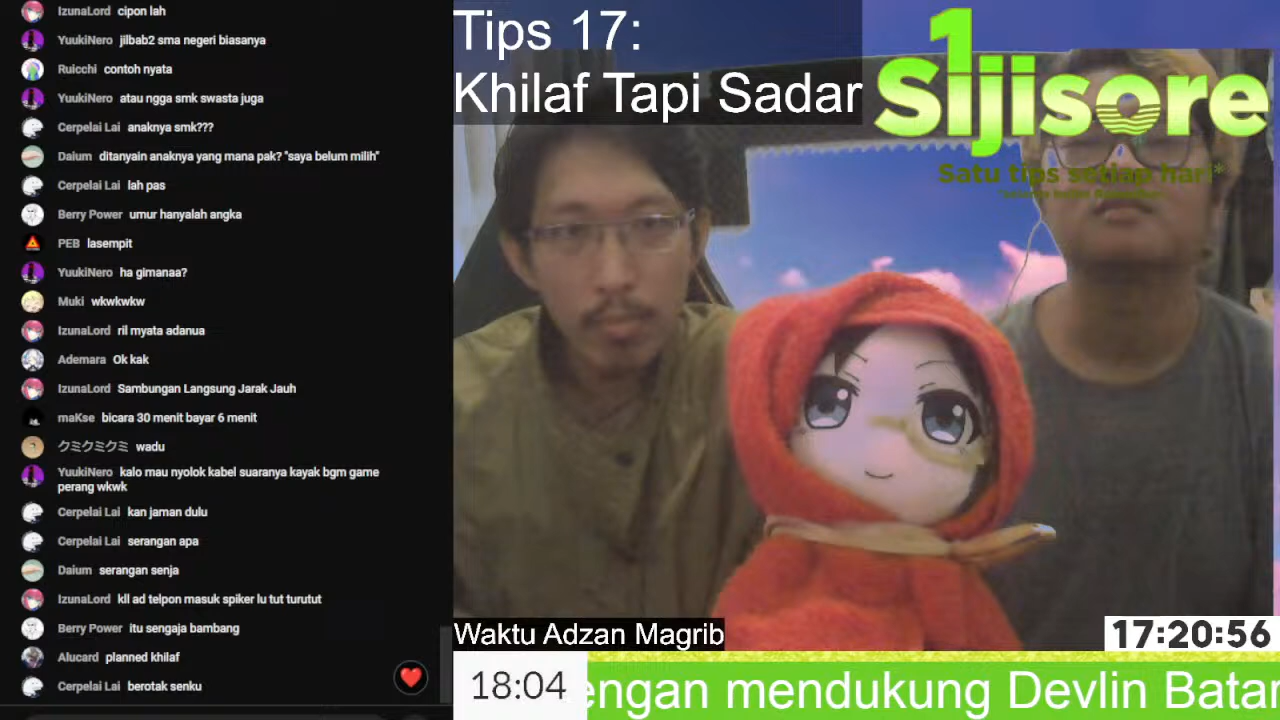 IzunaLord cipon lah
YuukiNero jilbab2 sma negeri biasanya
Ruicchi contoh nyata
YuukiNero atau ngga smk swasta juga
Cerpelai Lai anaknya smk???
Daium ditanyain anaknya yang mana pak? "saya belum milih"
Cerpelai Lai lah pas
Berry Power umur hanyalah angka
PEB lasempit
YuukiNero ha gimanaa?
Muki wkwkwkw
IzunaLord ril myata adanua
Ademara Ok kak
IzunaLord Sambungan Langsung Jarak Jauh
maKse bicara 30 menit bayar 6 menit
クミクミクミ wadu
YuukiNero kalo mau nyolok kabel suaranya kayak bgm game
perang wkwk
Cerpelai Lai kan jaman dulu
Cerpelai Lai serangan apa
Daium serangan senja
IzunaLord kll ad telpon masuk spiker lu tut turutut
Berry Power itu sengaja bambang
Alucard planned khilaf
Cerpelai Lai berotak senku
Tips 17:
Khilaf Tapi Sadar
1
S1jisore
Satu tips setiap hari*
Waktu Adzan Magrib
17:20:56
18:04
engan mendukung Devlin Batar